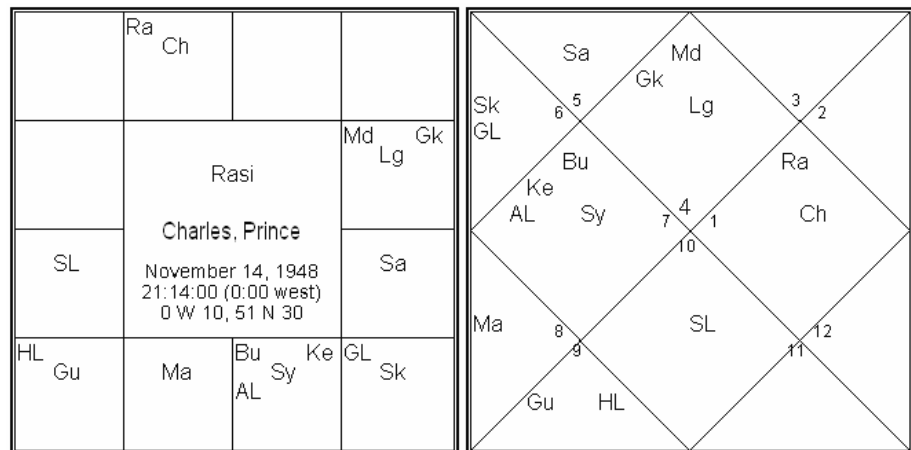 Ra
Ch
Md Gk
Lg
Rasi
Charles, Prince
November 14, 1948
21:14:00 (0:00 west)
0 W 10, 51 N 30
SL
Sa
HL
Gu
Ma
Bu Ke
Sy
AL
GL
Sk
Sa
Md
Gk
Lg
5
6
3
2
Sk
GL
Bu
Ke
AL
Sy
Ra
Ch
7
4
1
10
Ma
8
9
SL
12
11
Gu HL